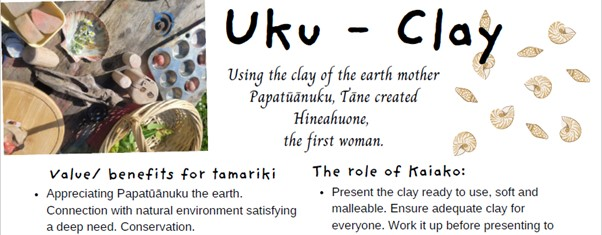 Uku - Clay
Using the clay of the earth mother
Papatūānuku, Tāne created
Hineahuone,
the first woman.
Value/ benefits for tamariki
• Appreciating Papatūānuku the earth.
Connection with natural environment satisfying
a deep need. Conservation.
The role of Kaiako:
• Present the clay ready to use, soft and
malleable. Ensure adequate clay for
everyone. Work it up before presenting to